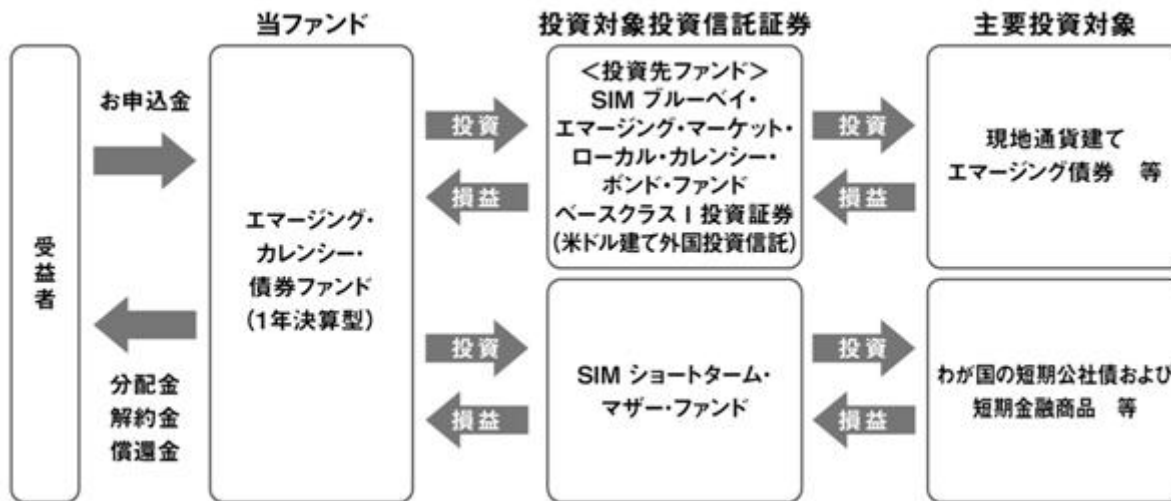 当ファンド
投資対象投資信託証券
主要投資対象
受益者
お申込金
分配金
解約金
償還金
エマージング・
カレンシー・
債券ファンド
(1年決算型)
投資
損益
<投資先ファンド>
SIM ブルーベイ・
エマージング・マーケット・
ローカル・カレンシー・
ボンド・ファンド
ベースクラス I 投資証券
(米ドル建て外国投資信託)
投資
損益
現地通貨建て
エマージング債券 等
投資
損益
SIM ショートターム・
マザー・ファンド
投資
損益
わが国の短期公社債および
短期金融商品 等